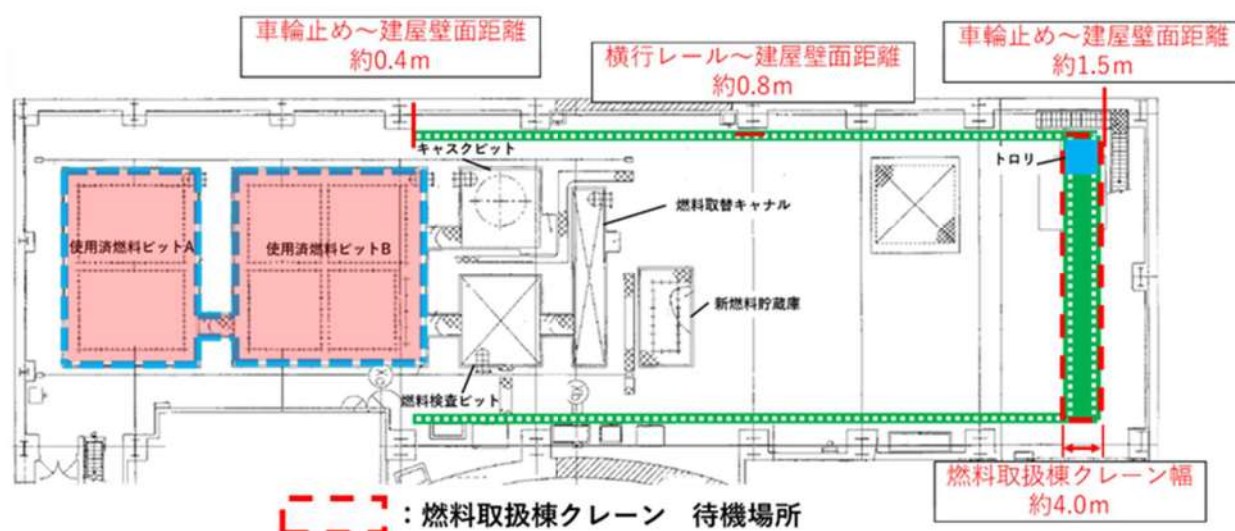 車輪止め～建屋壁面距離
約0.4m
横行レール～建屋壁面距離
約0.8m
車輪止め～建屋壁面距離
約1.5m
キャスクピット
トロリ
燃料取替キャナル
使用済燃料ピットA
使用済燃料ピットB
新燃料貯蔵庫
燃料検査ピット
燃料取扱棟クレーン幅
約4.0m
：燃料取扱棟クレーン　待機場所